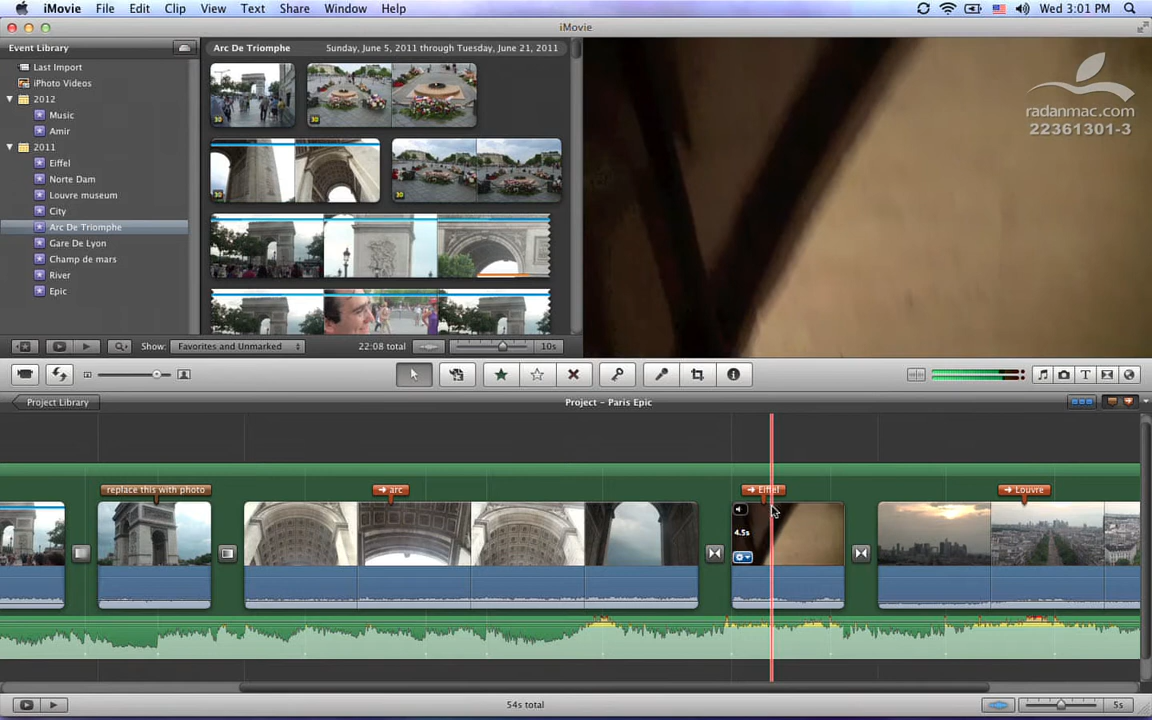 iMovie File Edit Clip View Text Share Window Help Wed 3:01 PM
iMovie
Event Library
Last Import
iPhoto Videos
2012
Music
Amir
2011
Eiffel
Norte Dam
Louvre museum
City
Arc De Triomphe
Gare De Lyon
Champ de mars
River
Epic
Arc De Triomphe Sunday, June 5, 2011 through Tuesday, June 21, 2011
30
30
30
30
radanmac.com
22361301-3
Show: Favorites and Unmarked 22:08 total 10s
Project Library Project – Paris Epic
replace this with photo
arc
Eiffel
Louvre
4.5s
54s total 5s